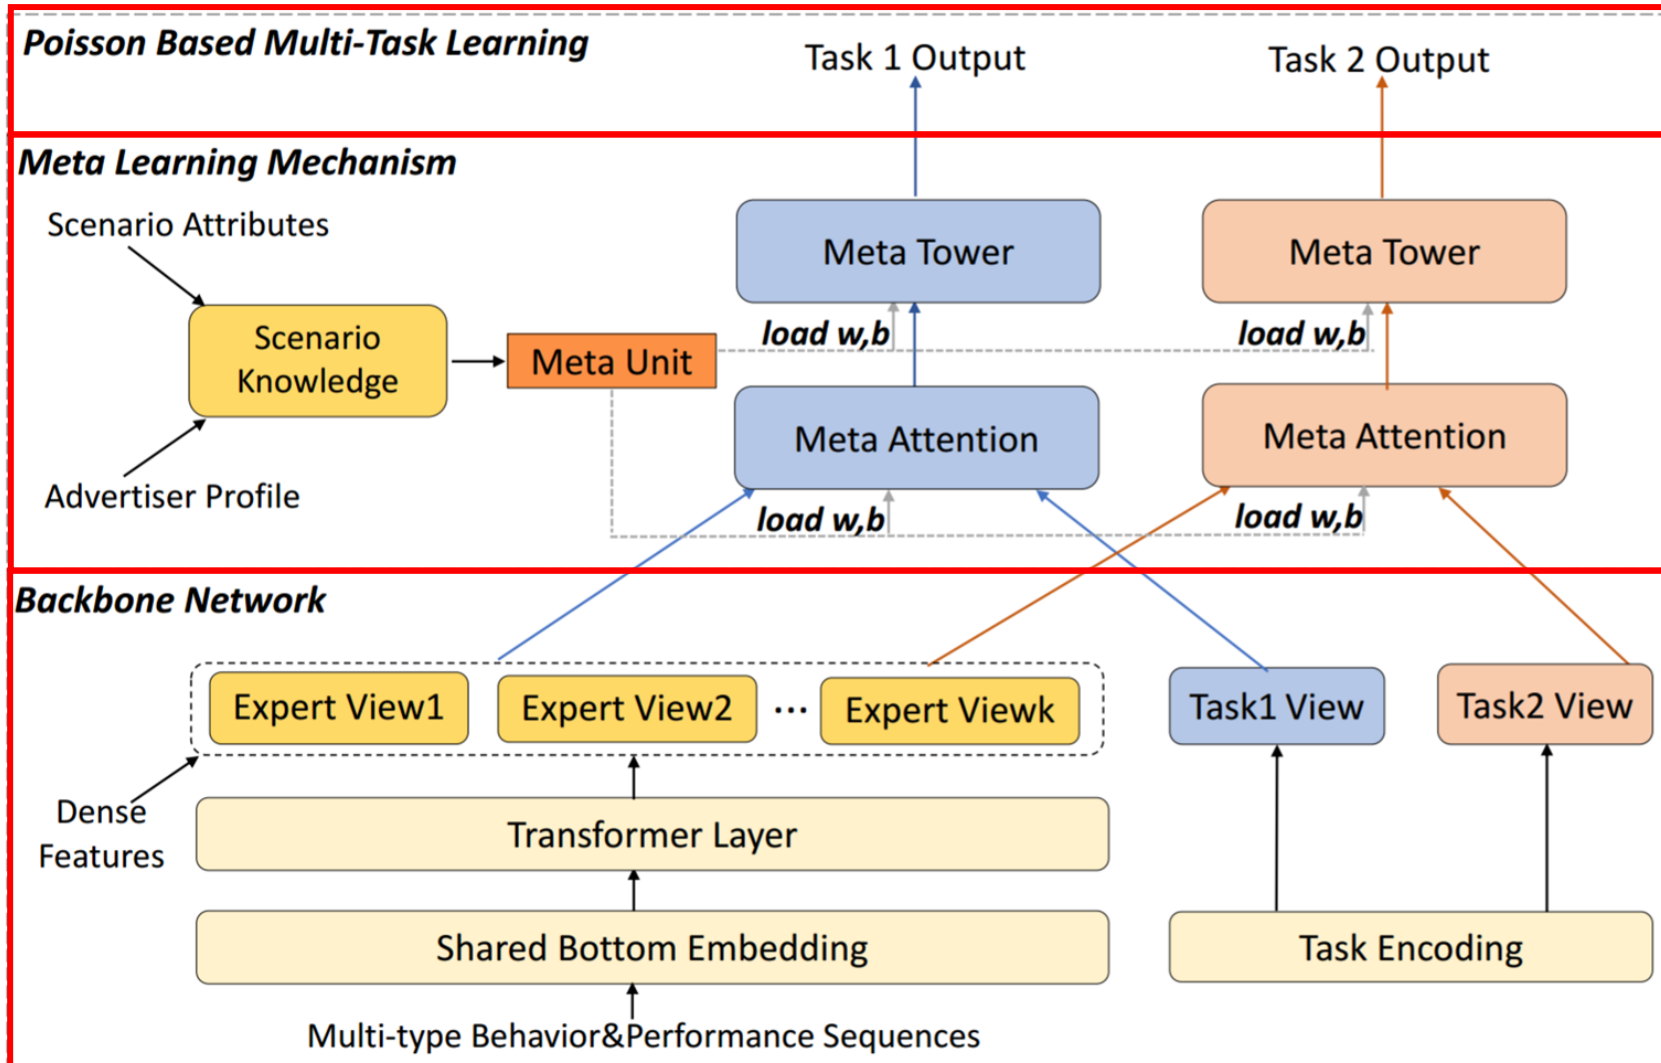 Poisson Based Multi-Task Learning
Task 1 Output
Task 2 Output
Meta Learning Mechanism
Scenario Attributes
Meta Tower
Meta Tower
Scenario
Knowledge
Meta Unit
load w,b
load w,b
Meta Attention
Meta Attention
Advertiser Profile
load w,b
load w,b
Backbone Network
Expert View1
Expert View2
...
Expert Viewk
Task1 View
Task2 View
Dense
Features
Transformer Layer
Shared Bottom Embedding
Task Encoding
Multi-type Behavior&Performance Sequences